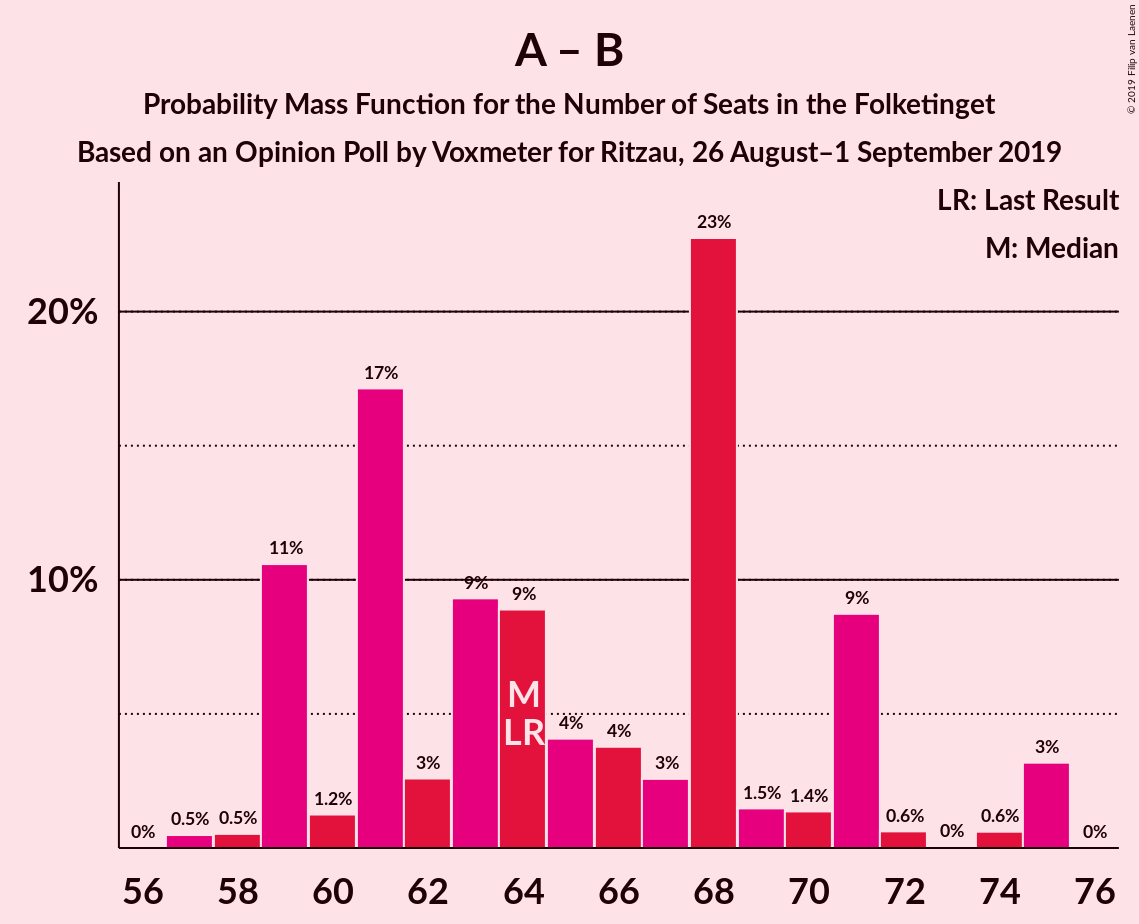 A – B
Probability Mass Function for the Number of Seats in the Folketinget
Based on an Opinion Poll by Voxmeter for Ritzau, 26 August–1 September 2019
© 2019 Filip van Laenen
LR: Last Result
M: Median
20%
10%
0%
0.5%
0.5%
11%
1.2%
17%
3%
9%
9%
4%
4%
3%
23%
1.5%
1.4%
9%
0.6%
0%
0.6%
3%
0%
M
LR
56 58 60 62 64 66 68 70 72 74 76